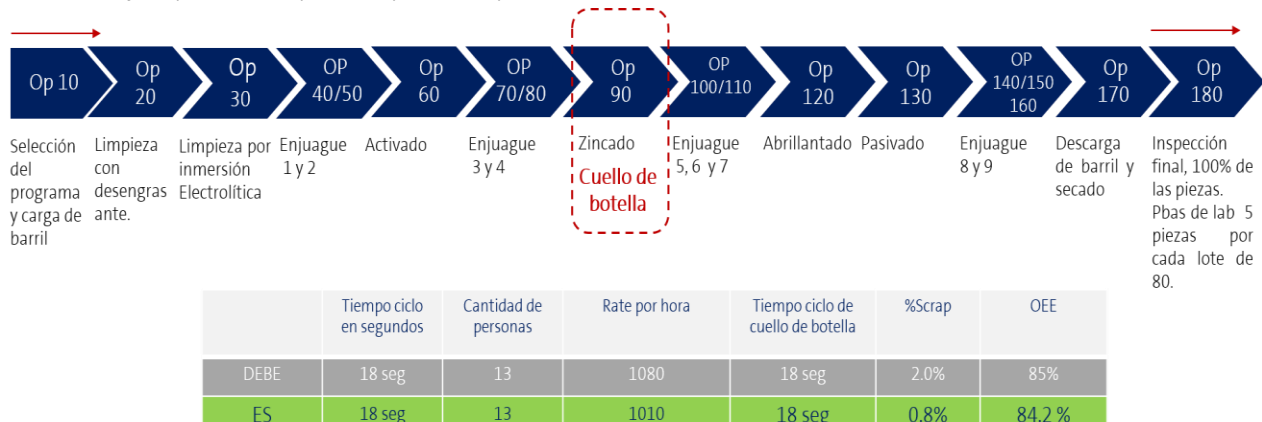 Op 10
Op
20
Op
30
OP
40/50
Op
60
OP
70/80
Op
90
OP
100/110
Op
120
Op
130
OP
140/150
160
Op
170
Op
180
Selección
del
programa
y carga de
barril
Limpieza
con
desengras
ante.
Limpieza por
inmersión
Electrolítica
Enjuague
1 y 2
Activado
Enjuague
3 y 4
Zincado
Cuello de
botella
Enjuague
5, 6 y 7
Abrillantado
Pasivado
Enjuague
8 y 9
Descarga
de barril y
secado
Inspección
final, 100% de
las piezas.
Pbas de lab 5
piezas por
cada lote de
80.
Tiempo ciclo
en segundos
Cantidad de
personas
Rate por hora
Tiempo ciclo de
cuello de botella
%Scrap
OEE
DEBE 18 seg 13 1080 18 seg 2.0% 85%
ES 18 seg 13 1010 18 seg 0.8% 84.2 %